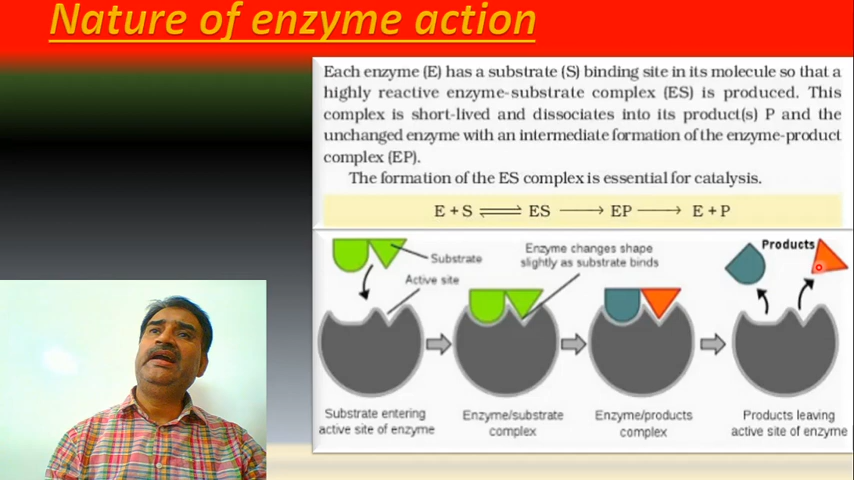 Nature of enzyme action
Each enzyme (E) has a substrate (S) binding site in its molecule so that a
highly reactive enzyme-substrate complex (ES) is produced. This
complex is short-lived and dissociates into its product(s) P and the
unchanged enzyme with an intermediate formation of the enzyme-product
complex (EP).
The formation of the ES complex is essential for catalysis.
E + S ⇌ ES ⟶ EP ⟶ E + P
Substrate
Active site
Enzyme changes shape
slightly as substrate binds
Products
Substrate entering
active site of enzyme
Enzyme/substrate
complex
Enzyme/products
complex
Products leaving
active site of enzyme